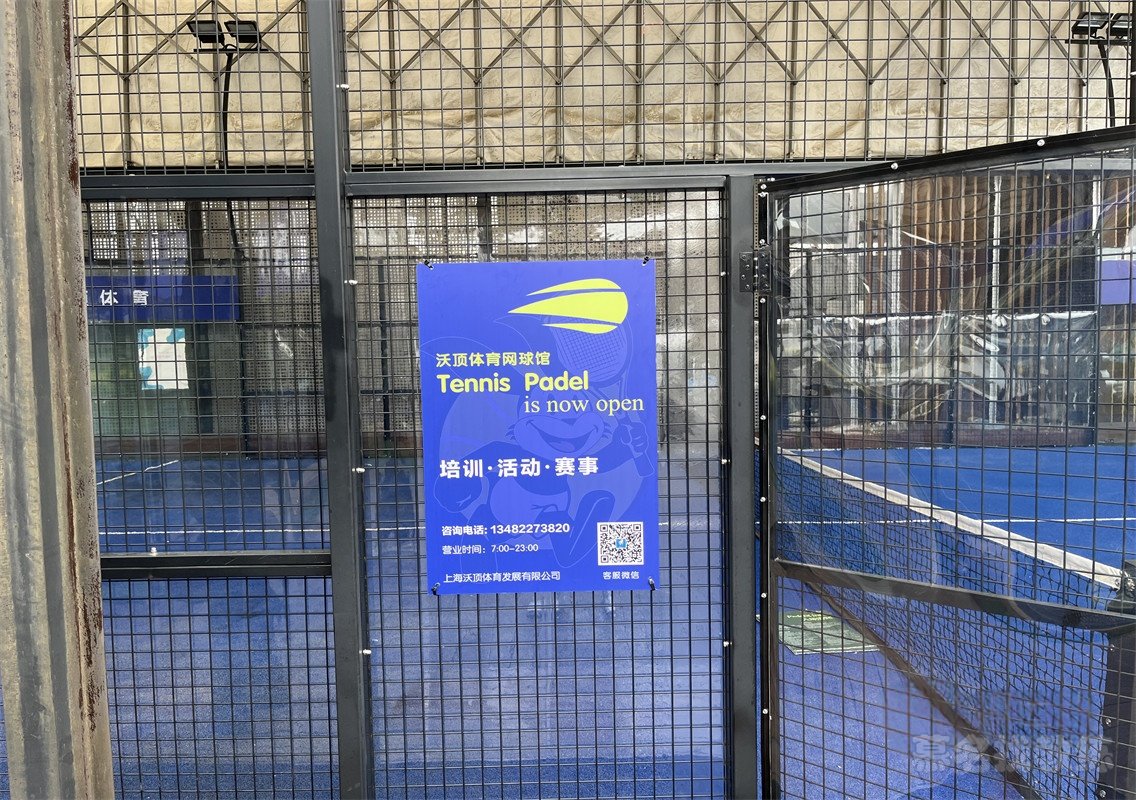 体育
沃顶体育网球馆
Tennis Padel
is now open
培训·活动·赛事
咨询电话: 13482273820
营业时间: 7:00-23:00
上海沃顶体育发展有限公司
客服微信